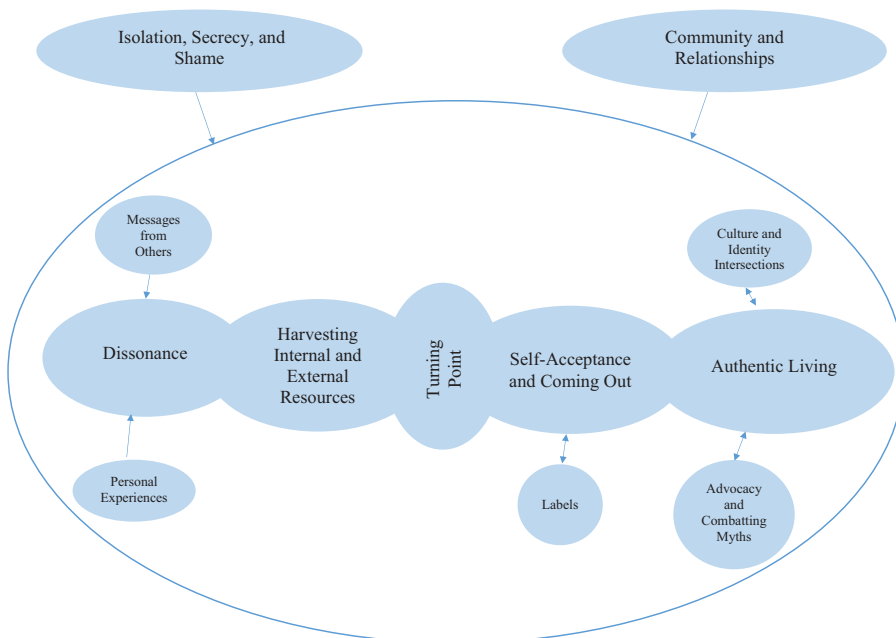 Isolation, Secrecy, and
Shame
Community and
Relationships
Messages
from
Others
Culture and
Identity
Intersections
Dissonance
Harvesting
Internal and
External
Resources
Turning
Point
Self-Acceptance
and Coming Out
Authentic Living
Personal
Experiences
Labels
Advocacy
and
Combatting
Myths